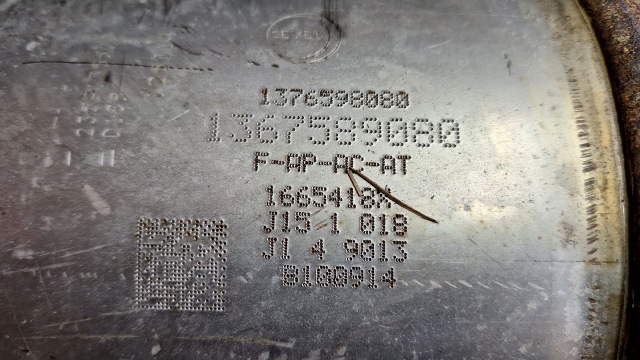 1376598080
1367589080
F-AP-AC-AT
1665418X
J15 1 018
J1 4 9013
B100914